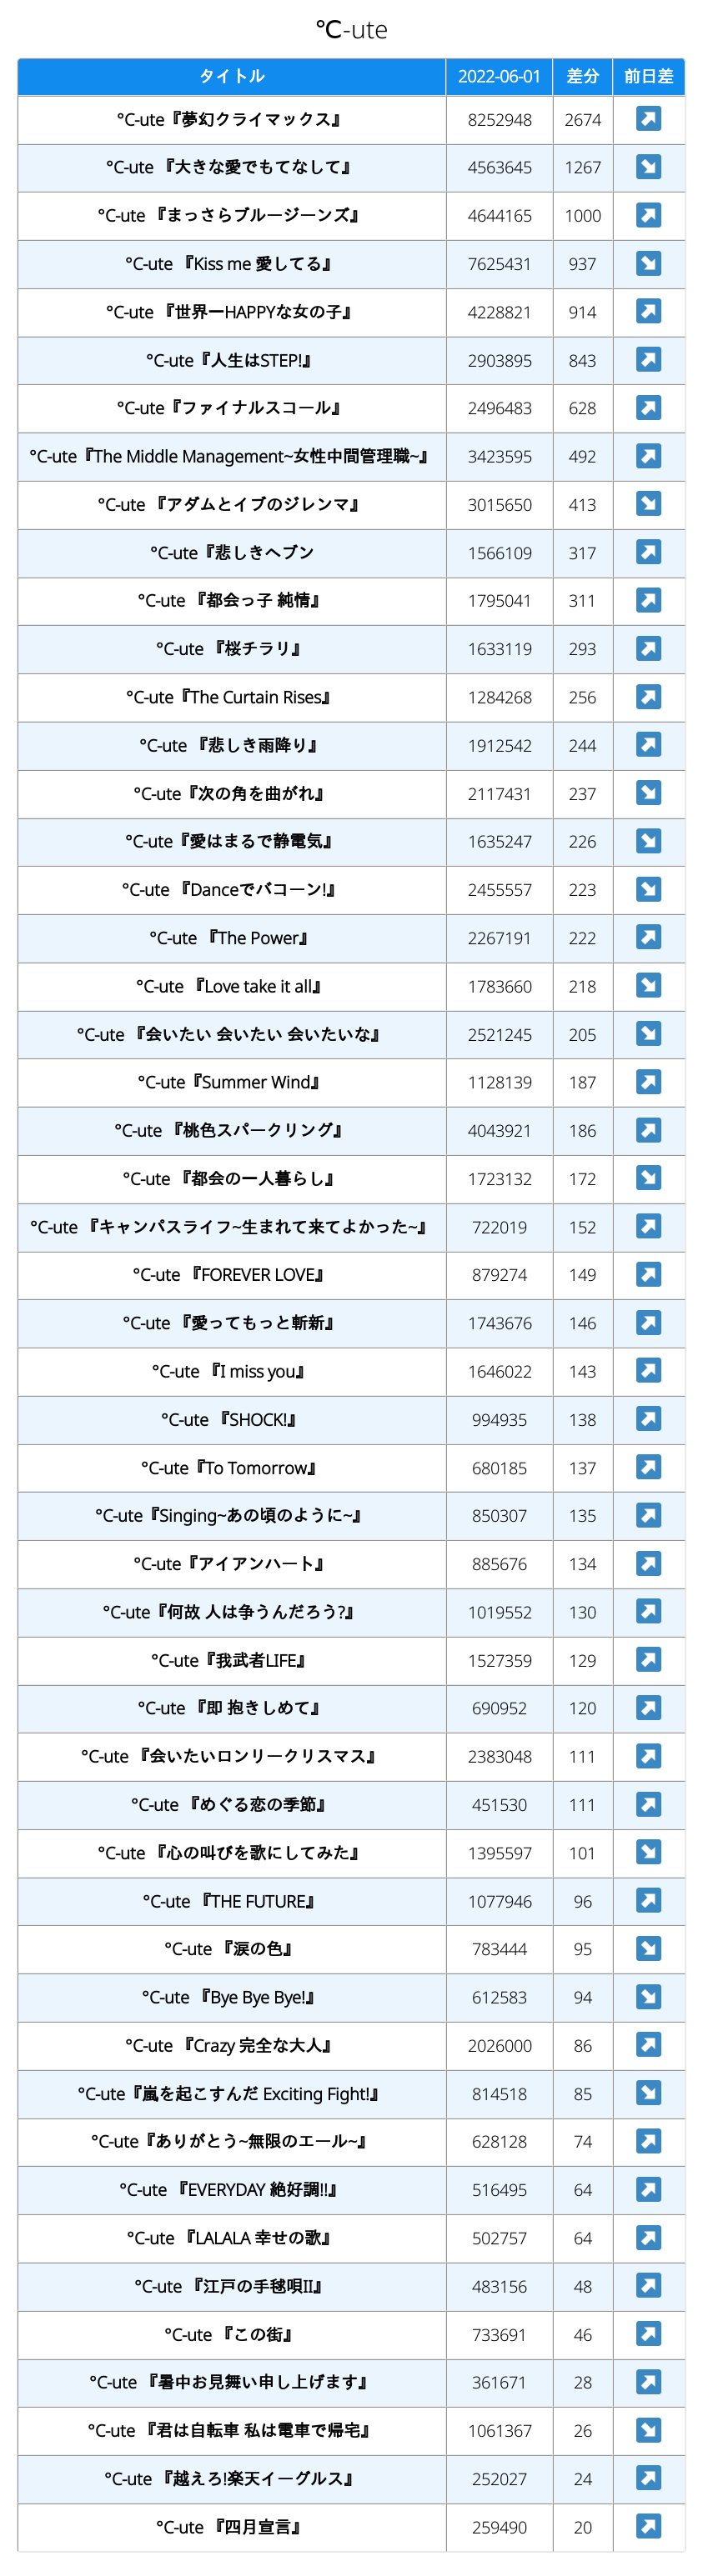 ℃-ute
タイトル 2022-06-01 差分 前日差
°C-ute『夢幻クライマックス』 8252948 2674 ↗
°C-ute 『大きな愛でもてなして』 4563645 1267 ↘
°C-ute 『まっさらブルージーンズ』 4644165 1000 ↗
°C-ute 『Kiss me 愛してる』 7625431 937 ↘
°C-ute 『世界一HAPPYな女の子』 4228821 914 ↗
°C-ute『人生はSTEP!』 2903895 843 ↗
°C-ute『ファイナルスコール』 2496483 628 ↗
°C-ute『The Middle Management~女性中間管理職~』 3423595 492 ↗
°C-ute 『アダムとイブのジレンマ』 3015650 413 ↘
°C-ute『悲しきヘブン 1566109 317 ↗
°C-ute 『都会っ子 純情』 1795041 311 ↗
°C-ute 『桜チラリ』 1633119 293 ↗
°C-ute『The Curtain Rises』 1284268 256 ↗
°C-ute 『悲しき雨降り』 1912542 244 ↗
°C-ute『次の角を曲がれ』 2117431 237 ↘
°C-ute『愛はまるで静電気』 1635247 226 ↘
°C-ute 『Danceでバコーン!』 2455557 223 ↘
°C-ute 『The Power』 2267191 222 ↗
°C-ute 『Love take it all』 1783660 218 ↘
°C-ute 『会いたい 会いたい 会いたいな』 2521245 205 ↘
°C-ute『Summer Wind』 1128139 187 ↗
°C-ute 『桃色スパークリング』 4043921 186 ↗
°C-ute 『都会の一人暮らし』 1723132 172 ↘
°C-ute 『キャンパスライフ~生まれて来てよかった~』 722019 152 ↗
°C-ute 『FOREVER LOVE』 879274 149 ↗
°C-ute 『愛ってもっと斬新』 1743676 146 ↗
°C-ute 『I miss you』 1646022 143 ↗
°C-ute 『SHOCK!』 994935 138 ↗
°C-ute『To Tomorrow』 680185 137 ↗
°C-ute『Singing~あの頃のように~』 850307 135 ↗
°C-ute『アイアンハート』 885676 134 ↗
°C-ute『何故 人は争うんだろう?』 1019552 130 ↗
°C-ute『我武者LIFE』 1527359 129 ↗
°C-ute 『即 抱きしめて』 690952 120 ↗
°C-ute 『会いたいロンリークリスマス』 2383048 111 ↗
°C-ute 『めぐる恋の季節』 451530 111 ↗
°C-ute 『心の叫びを歌にしてみた』 1395597 101 ↘
°C-ute 『THE FUTURE』 1077946 96 ↗
°C-ute 『涙の色』 783444 95 ↘
°C-ute 『Bye Bye Bye!』 612583 94 ↘
°C-ute 『Crazy 完全な大人』 2026000 86 ↗
°C-ute『嵐を起こすんだ Exciting Fight!』 814518 85 ↘
°C-ute『ありがとう~無限のエール~』 628128 74 ↗
°C-ute 『EVERYDAY 絶好調!!』 516495 64 ↗
°C-ute 『LALALA 幸せの歌』 502757 64 ↗
°C-ute 『江戸の手毬唄II』 483156 48 ↗
°C-ute 『この街』 733691 46 ↗
°C-ute 『暑中お見舞い申し上げます』 361671 28 ↗
°C-ute 『君は自転車 私は電車で帰宅』 1061367 26 ↘
°C-ute 『越えろ!楽天イーグルス』 252027 24 ↗
°C-ute 『四月宣言』 259490 20 ↗